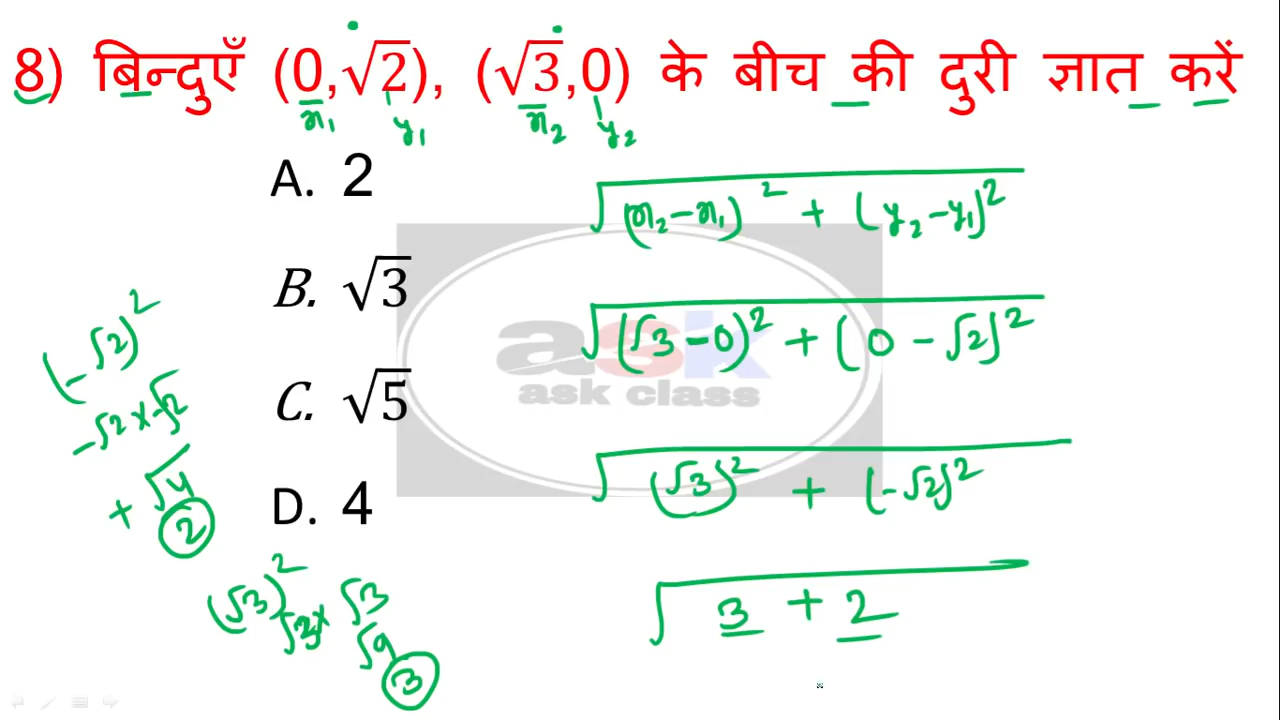 8) बिन्दुएँ (0,√2), (√3,0) के बीच की दुरी ज्ञात करें
x₁ y₁ x₂ y₂
A. 2
B. √3
C. √5
D. 4
√(x₂-x₁)² + (y₂-y₁)²
√(√3-0)² + (0-√2)²
√(√3)² + (-√2)²
√3 + 2
(-√2)²
-√2 × -√2
+ √4
2
(√3)²
√3 × √3
√9
3
ask
ask class